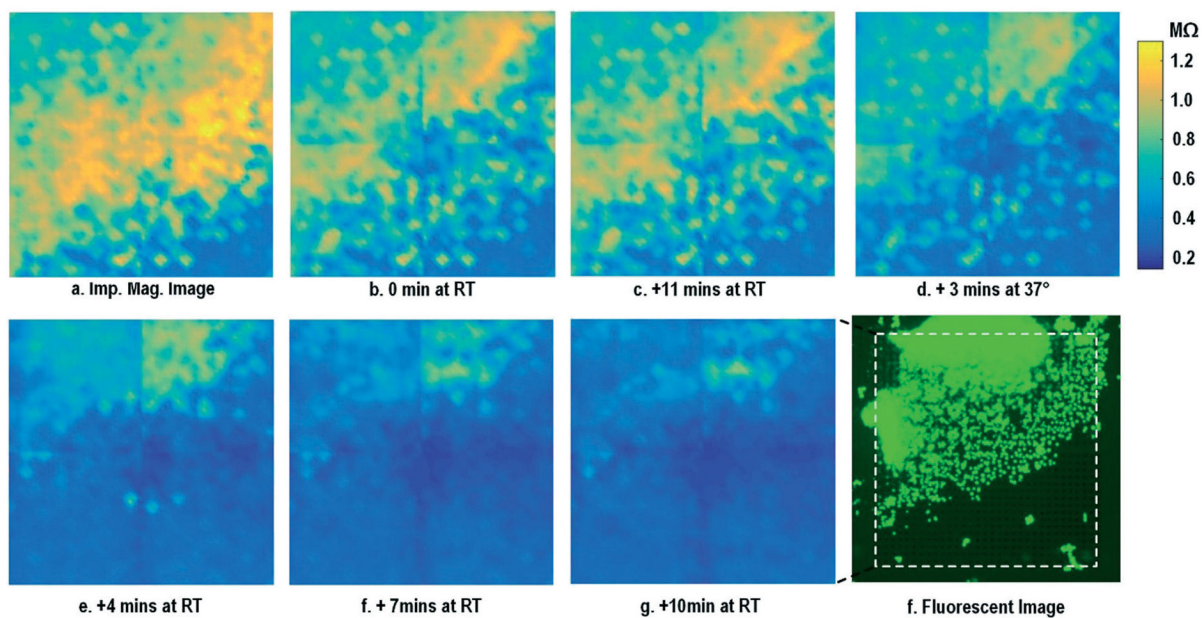 MΩ
1.2
1.0
0.8
0.6
0.4
0.2
a. Imp. Mag. Image
b. 0 min at RT
c. +11 mins at RT
d. + 3 mins at 37°
e. +4 mins at RT
f. + 7mins at RT
g. +10min at RT
f. Fluorescent Image